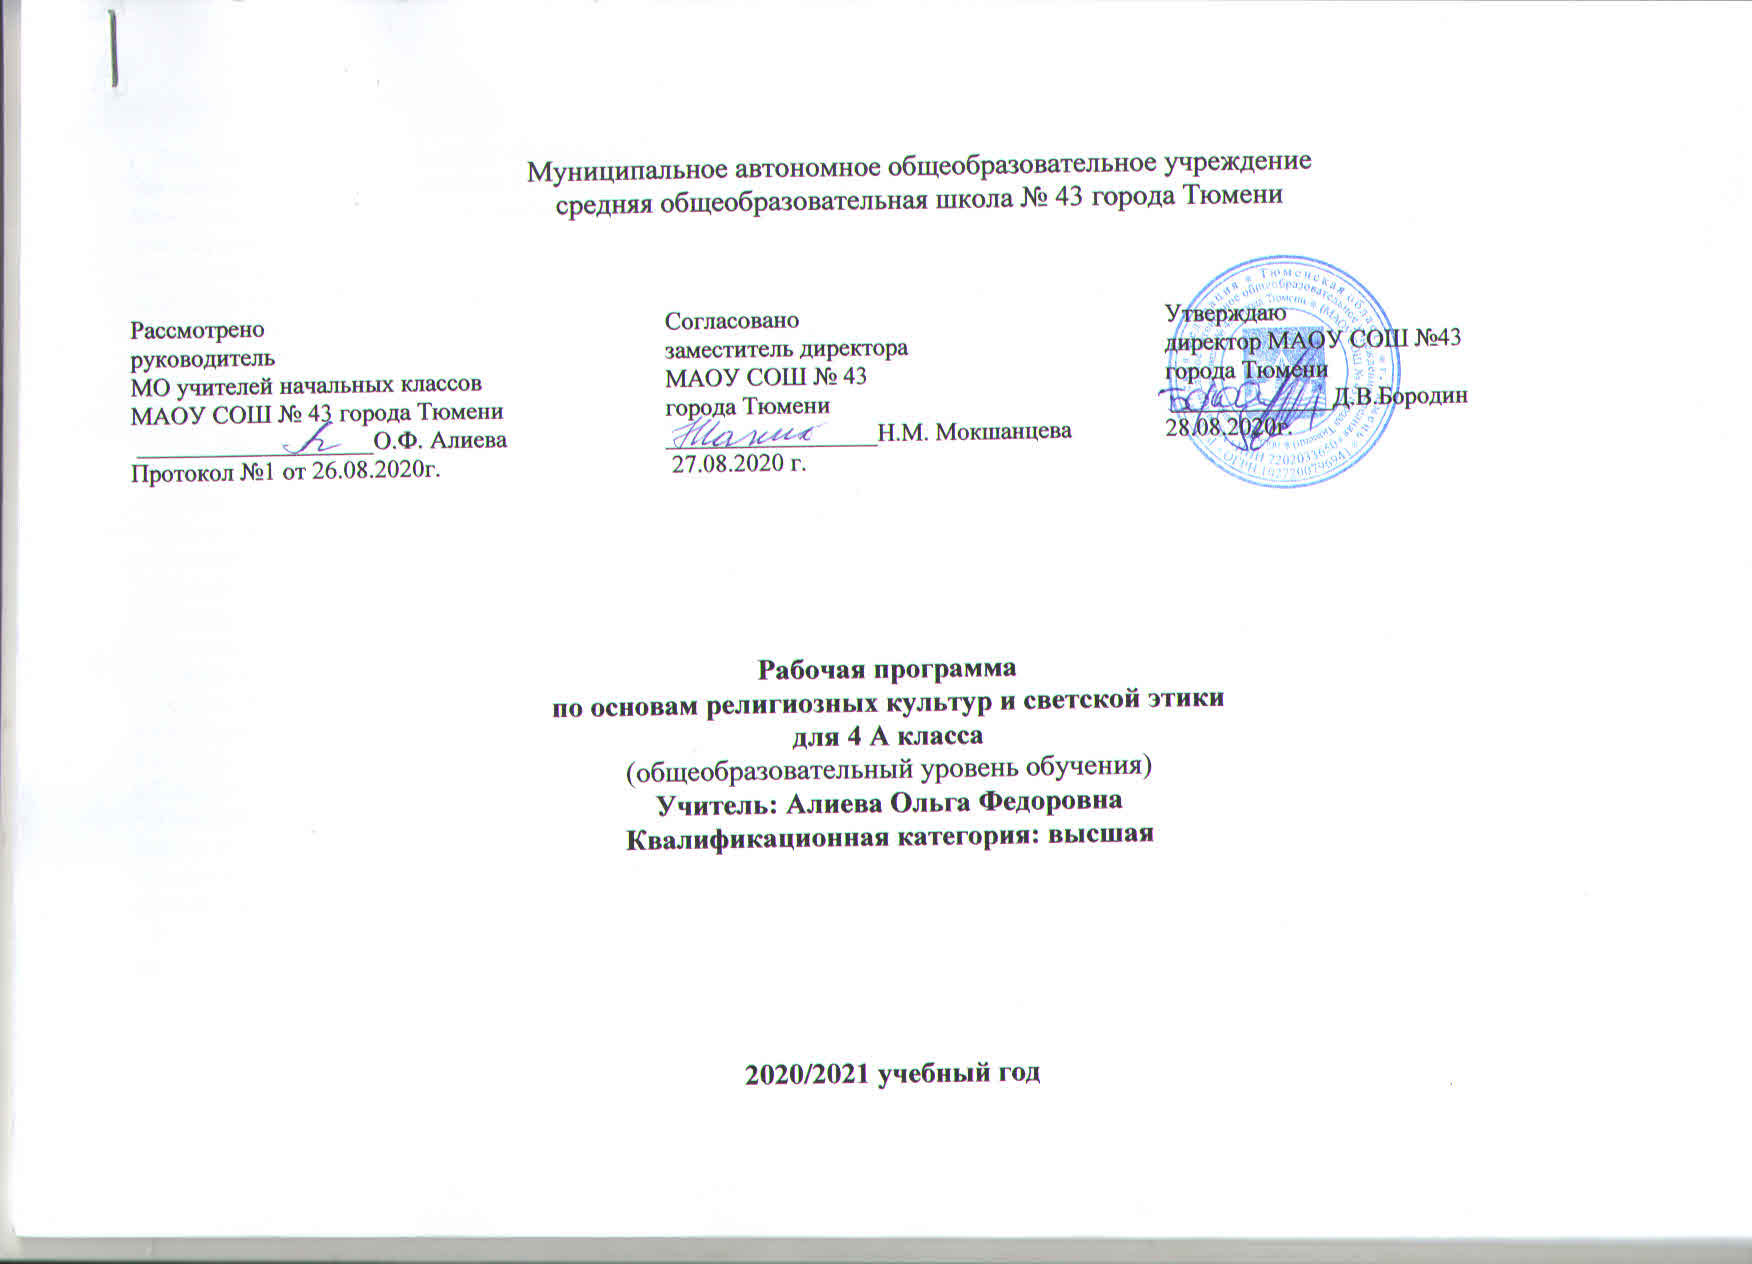 Муниципальное автономное общеобразовательное учреждение
средняя общеобразовательная школа № 43 города Тюмени
Рассмотрено
руководитель
МО учителей начальных классов
МАОУ СОШ № 43 города Тюмени
О.Ф. Алиева
Протокол №1 от 26.08.2020г.
Согласовано
заместитель директора
МАОУ СОШ № 43
города Тюмени
Н.М. Мокшанцева
27.08.2020 г.
Утверждаю
директор МАОУ СОШ №43
города Тюмени
Д.В.Бородин
28.08.2020г.
Рабочая программа
по основам религиозных культур и светской этики
для 4 А класса
(общеобразовательный уровень обучения)
Учитель: Алиева Ольга Федоровна
Квалификационная категория: высшая
2020/2021 учебный год